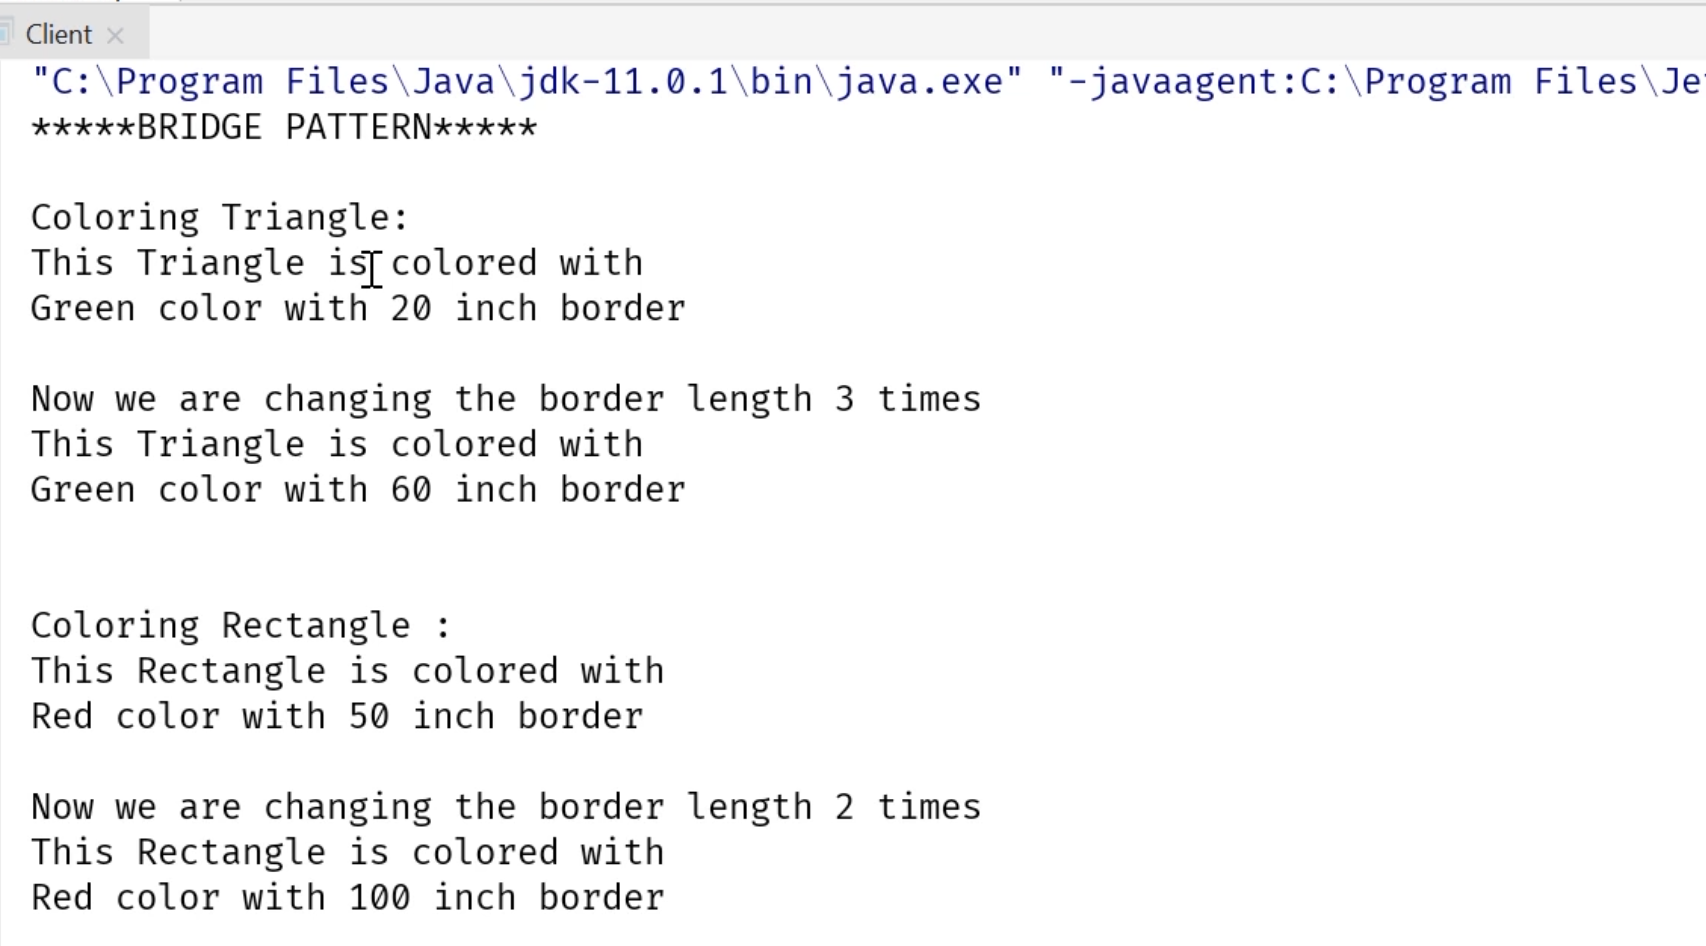 Client
"C:\Program Files\Java\jdk-11.0.1\bin\java.exe" "-javaagent:C:\Program Files\Je
*****BRIDGE PATTERN*****
Coloring Triangle:
This Triangle is colored with
Green color with 20 inch border
Now we are changing the border length 3 times
This Triangle is colored with
Green color with 60 inch border
Coloring Rectangle :
This Rectangle is colored with
Red color with 50 inch border
Now we are changing the border length 2 times
This Rectangle is colored with
Red color with 100 inch border